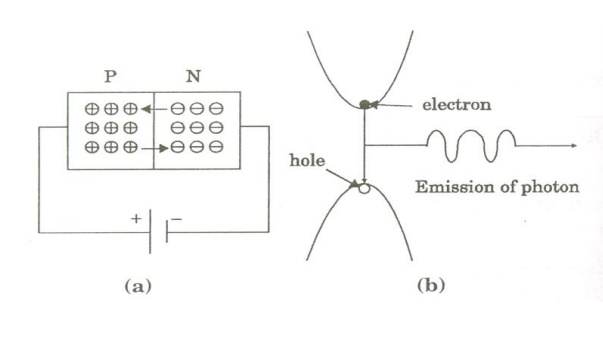 P N
⊕⊕⊕ ⊖⊖⊖
⊕⊕⊕ ⊖⊖⊖
⊕⊕⊕ ⊖⊖⊖
+ −
(a)
electron
hole
Emission of photon
(b)